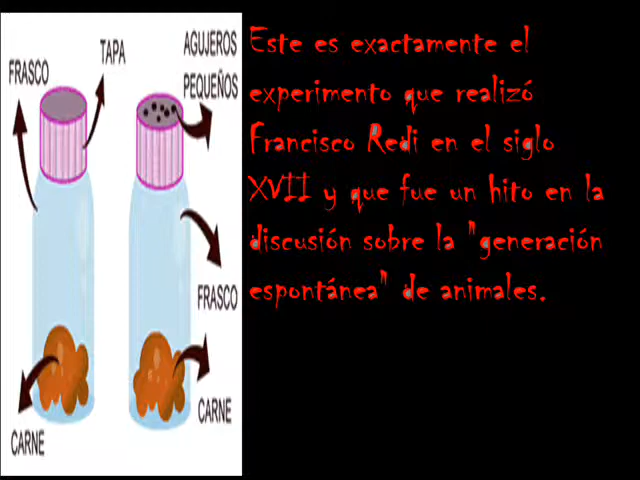 FRASCO
TAPA
AGUJEROS
PEQUEÑOS
FRASCO
CARNE
CARNE
Este es exactamente el
experimento que realizó
Francisco Redi en el siglo
XVII y que fue un hito en la
discusión sobre la "generación
espontánea" de animales.